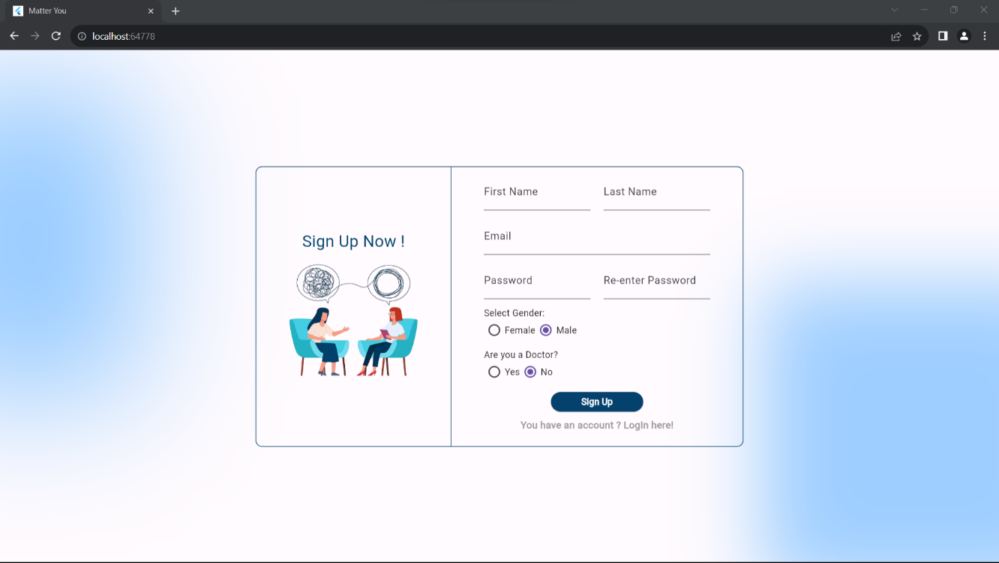 Matter You
localhost:64778
Sign Up Now !
First Name Last Name
Email
Password Re-enter Password
Select Gender:
Female Male
Are you a Doctor?
Yes No
Sign Up
You have an account ? Login here!